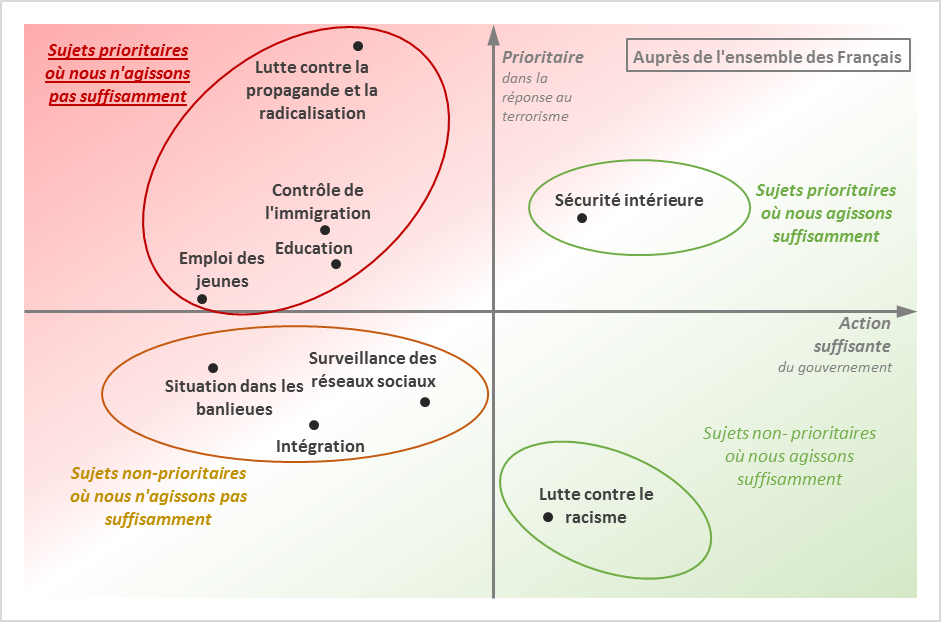 Sujets prioritaires
où nous n'agissons
pas suffisamment
Lutte contre la
propagande et la
radicalisation
Prioritaire
dans la
réponse au
terrorisme
Auprès de l'ensemble des Français
Contrôle de
l'immigration
Education
Emploi des
jeunes
Sécurité intérieure
Sujets prioritaires
où nous agissons
suffisamment
Action
suffisante
du gouvernement
Surveillance des
réseaux sociaux
Situation dans les
banlieues
Intégration
Sujets non-prioritaires
où nous n'agissons pas
suffisamment
Sujets non- prioritaires
où nous agissons
suffisamment
Lutte contre le
racisme